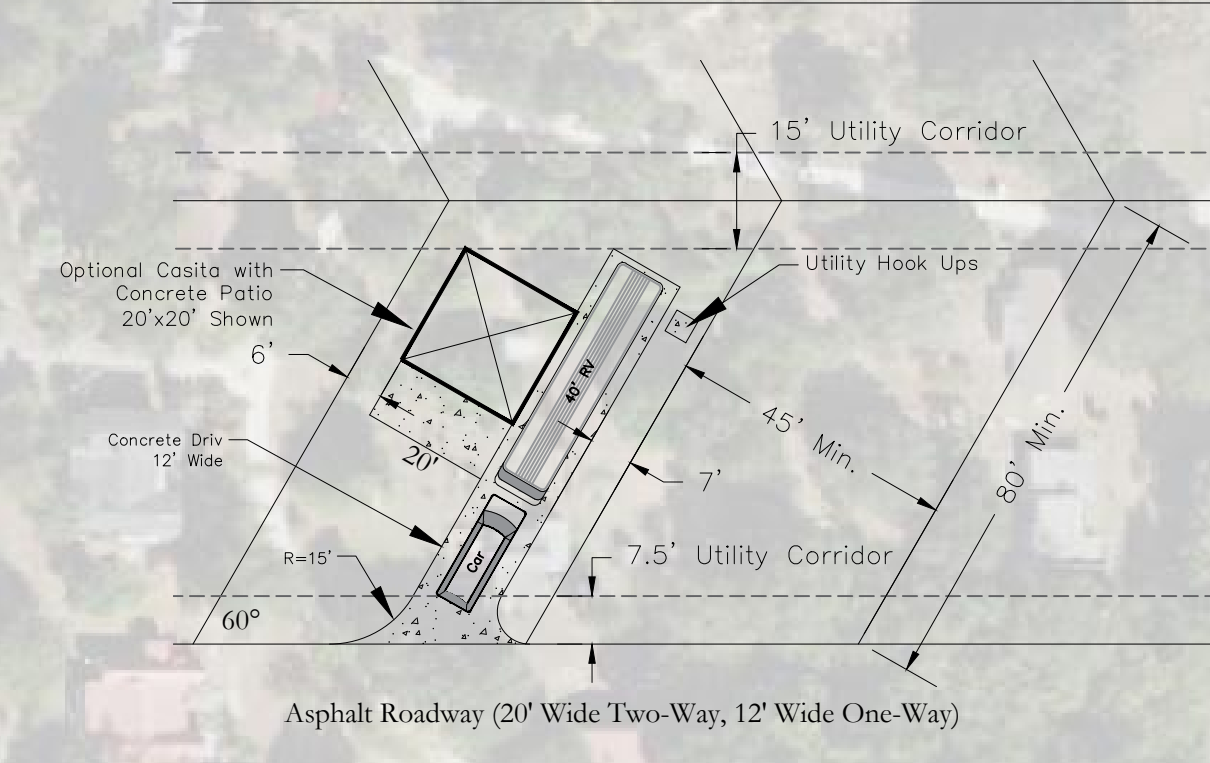 15' Utility Corridor
Optional Casita with
Concrete Patio
20'x20' Shown
Utility Hook Ups
6'
40' RV
45' Min.
80' Min.
Concrete Driv
12' Wide
20'
7'
R=15'
Car
7.5' Utility Corridor
60°
Asphalt Roadway (20' Wide Two-Way, 12' Wide One-Way)